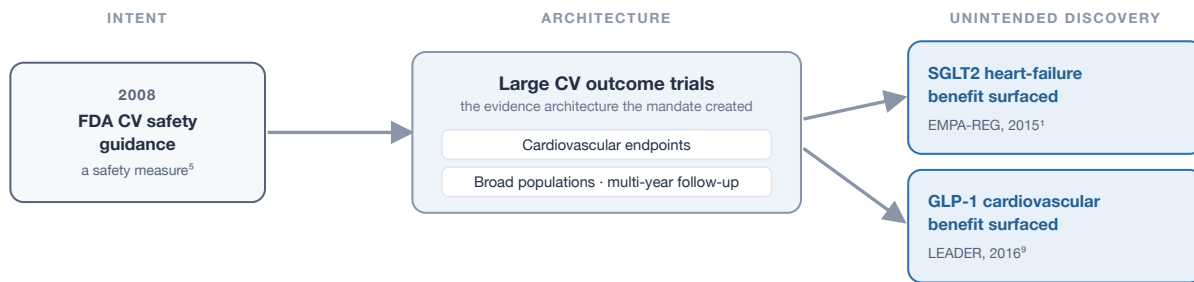 INTENT
ARCHITECTURE
UNINTENDED DISCOVERY
2008
FDA CV safety
guidance
a safety measure⁵
Large CV outcome trials
the evidence architecture the mandate created
Cardiovascular endpoints
Broad populations · multi-year follow-up
SGLT2 heart-failure
benefit surfaced
EMPA-REG, 2015¹
GLP-1 cardiovascular
benefit surfaced
LEADER, 2016⁹